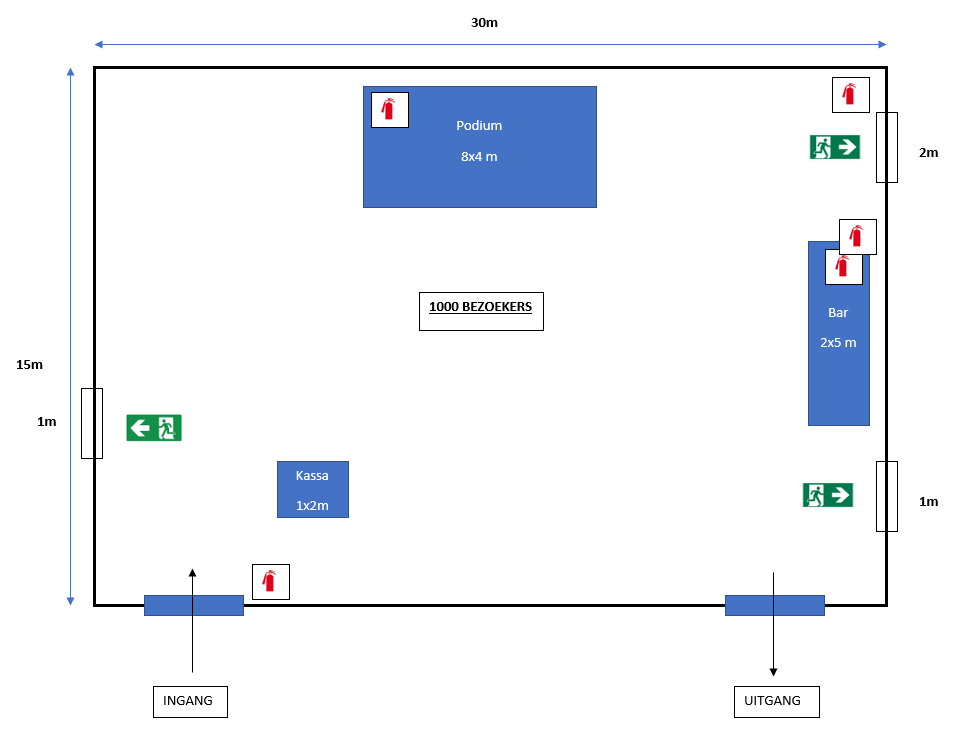 30m
Podium
8x4 m
2m
1000 BEZOEKERS
Bar
2x5 m
15m
1m
Kassa
1x2m
1m
INGANG
UITGANG